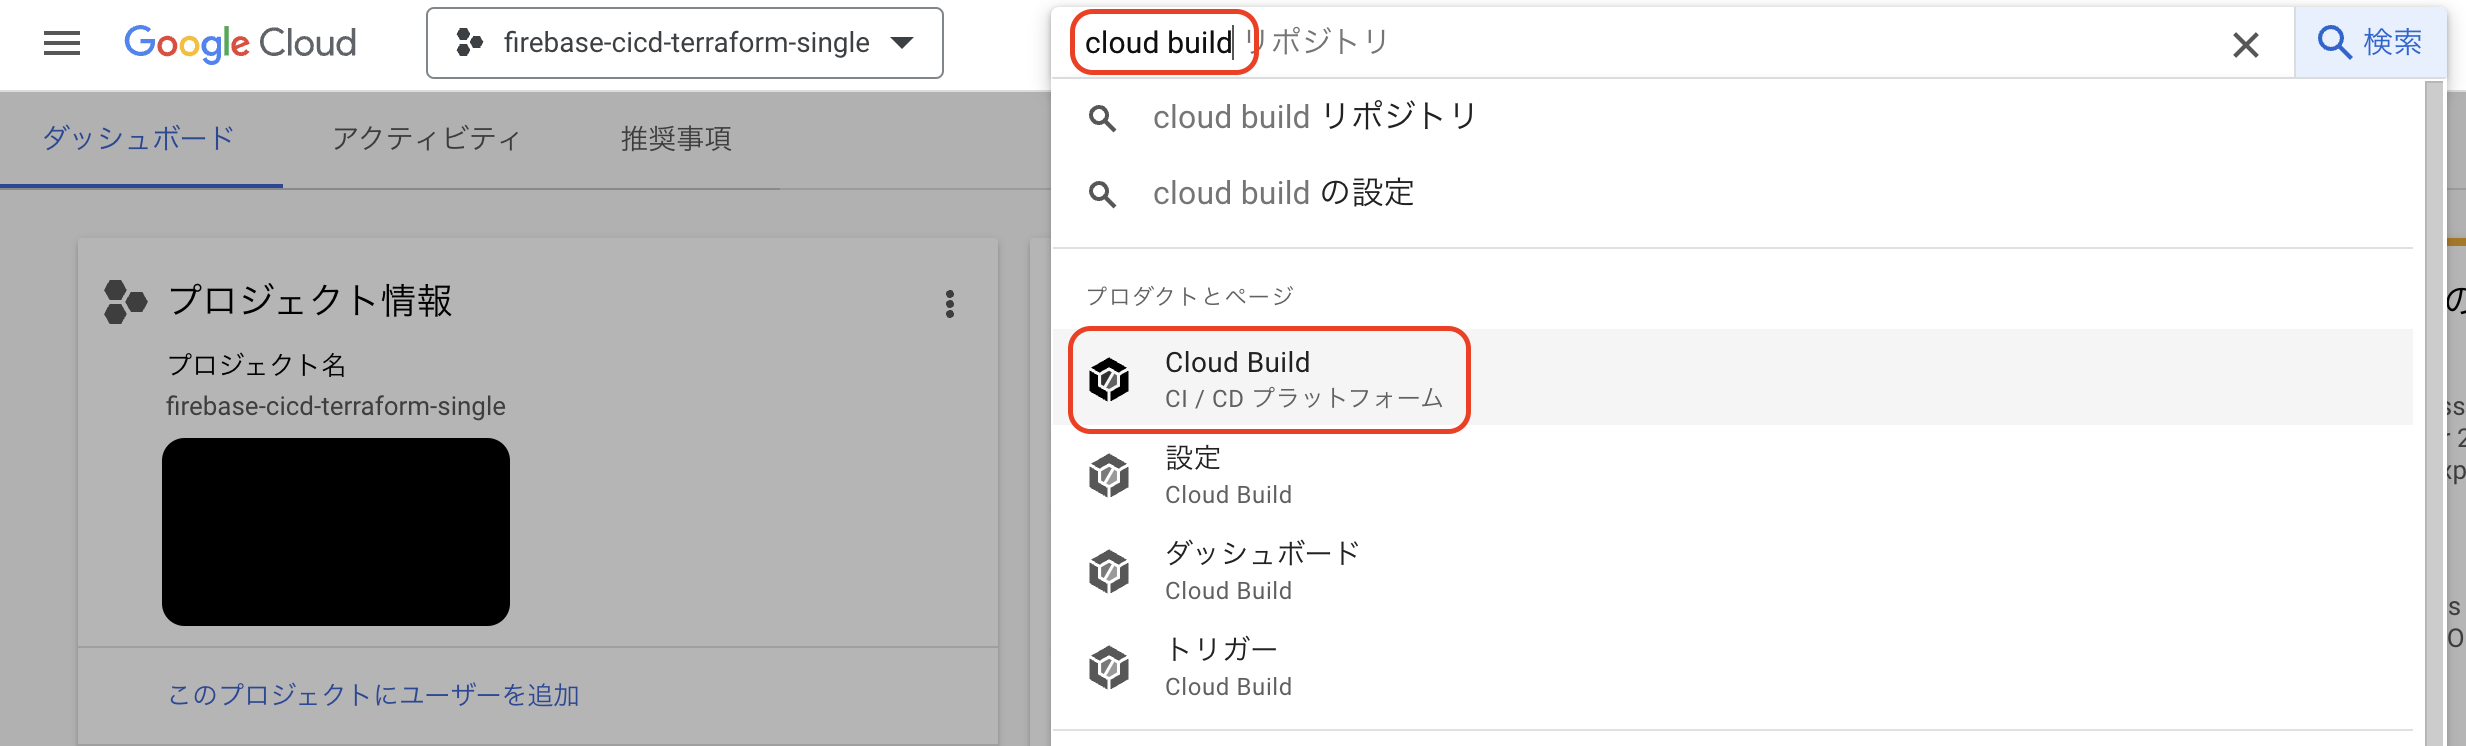 Google Cloud
firebase-cicd-terraform-single
cloud build リポジトリ
検索
ダッシュボード
アクティビティ
推奨事項
プロジェクト情報
プロジェクト名
firebase-cicd-terraform-single
このプロジェクトにユーザーを追加
cloud build リポジトリ
cloud build の設定
プロダクトとページ
Cloud Build
CI / CD プラットフォーム
設定
Cloud Build
ダッシュボード
Cloud Build
トリガー
Cloud Build